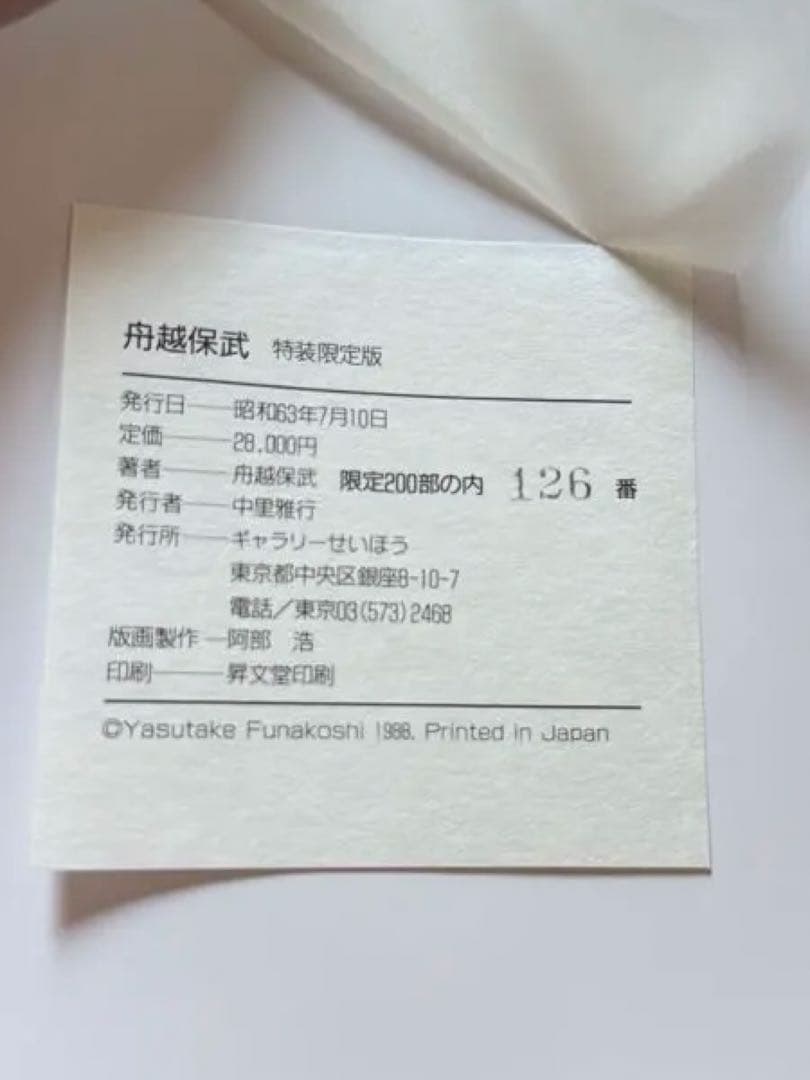 舟越保武 特装限定版
発行日――昭和63年7月10日
定価――28,000円
著者――舟越保武 限定200部の内 126 番
発行者――中里雅行
発行所――ギャラリーせいほう
東京都中央区銀座8-10-7
電話/東京03(573)2468
版画製作―阿部 浩
印刷―――昇文堂印刷
©Yasutake Funakoshi 1988. Printed in Japan